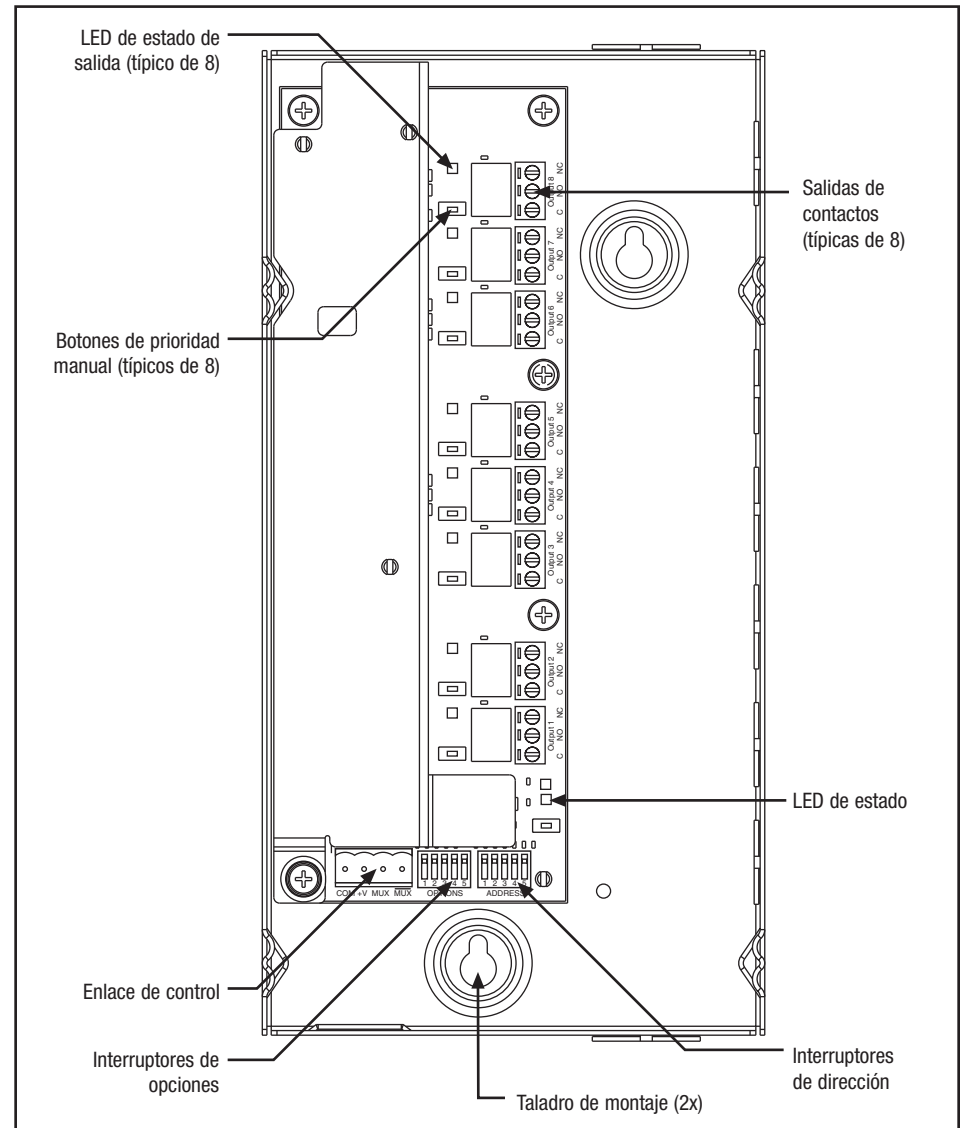 LED de estado de
salida (típico de 8)
Salidas de
contactos
(típicas de 8)
Botones de prioridad
manual (típicos de 8)
NC
NO
C
Output 8
NC
NO
C
Output 7
NC
NO
C
Output 6
NC
NO
C
Output 5
NC
NO
C
Output 4
NC
NO
C
Output 3
NC
NO
C
Output 2
NC
NO
C
Output 1
LED de estado
1 2 3 4 5
1 2 3 4 5
COM +V MUX MUX
OPTIONS
ADDRESS
Enlace de control
Interruptores de
opciones
Interruptores
de dirección
Taladro de montaje (2x)